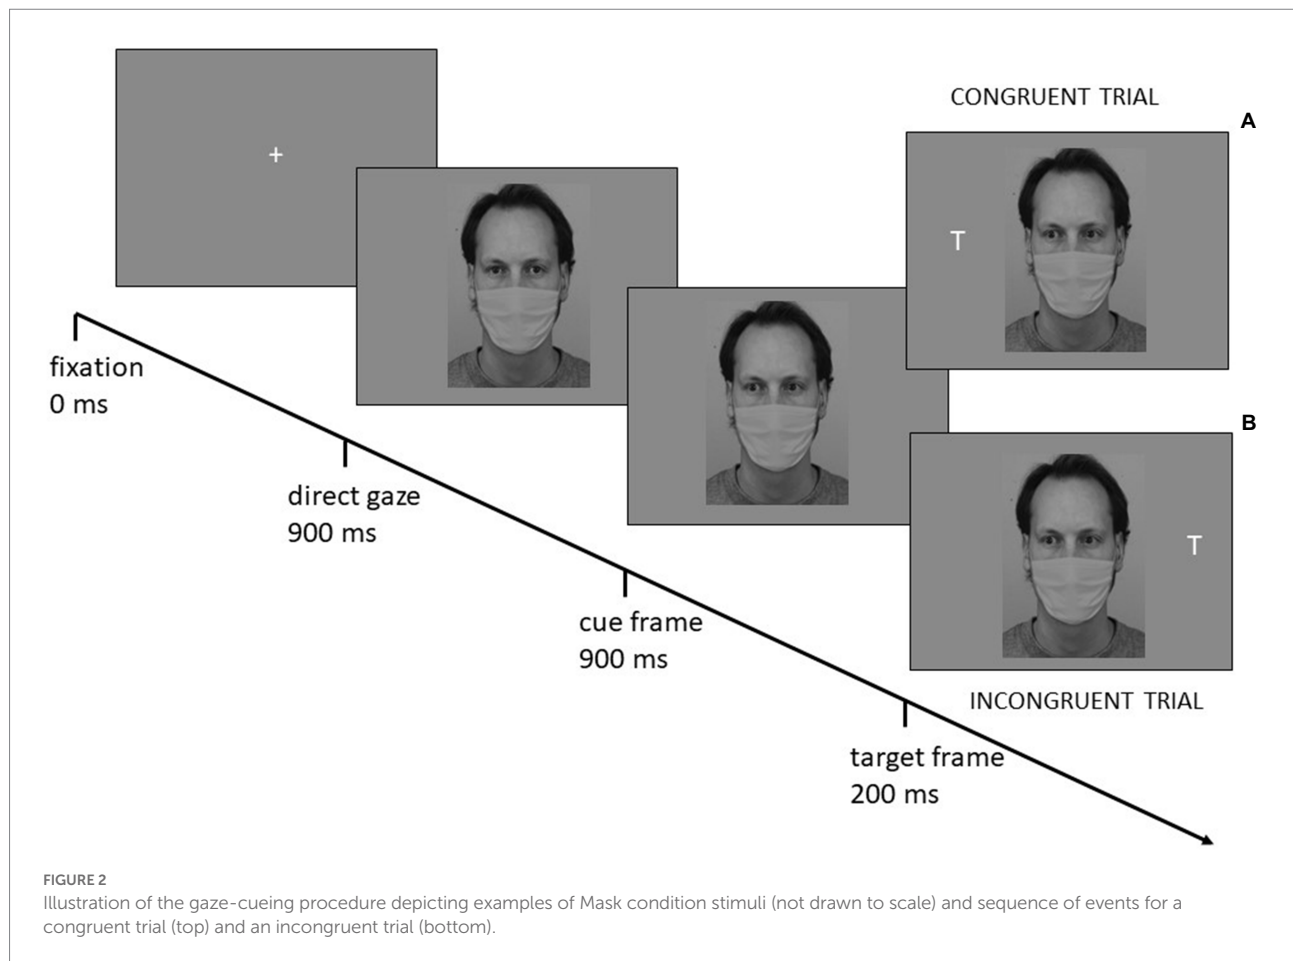 +
CONGRUENT TRIAL
A
T
fixation
0 ms
B
direct gaze
900 ms
T
cue frame
900 ms
INCONGRUENT TRIAL
target frame
200 ms
FIGURE 2
Illustration of the gaze-cueing procedure depicting examples of Mask condition stimuli (not drawn to scale) and sequence of events for a
congruent trial (top) and an incongruent trial (bottom).